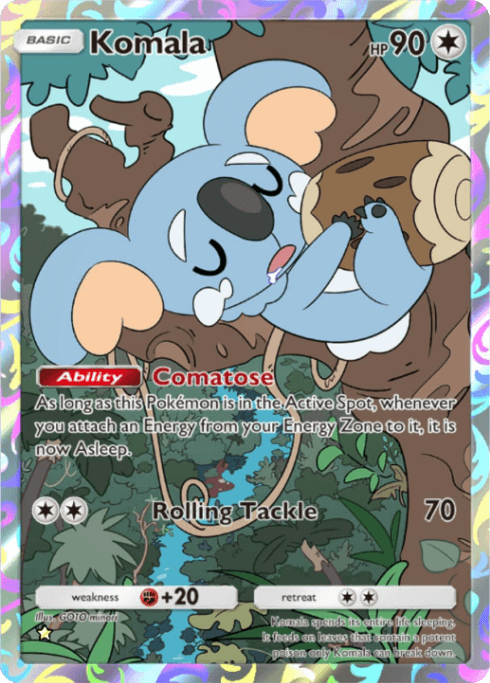 BASIC Komala HP 90
Ability Comatose
As long as this Pokémon is in the Active Spot, whenever
you attach an Energy from your Energy Zone to it, it is
now Asleep.
Rolling Tackle 70
weakness +20 retreat
Illus. GOTO minori
Komala spends its entire life sleeping.
It feeds on leaves that contain a potent
poison only Komala can break down.